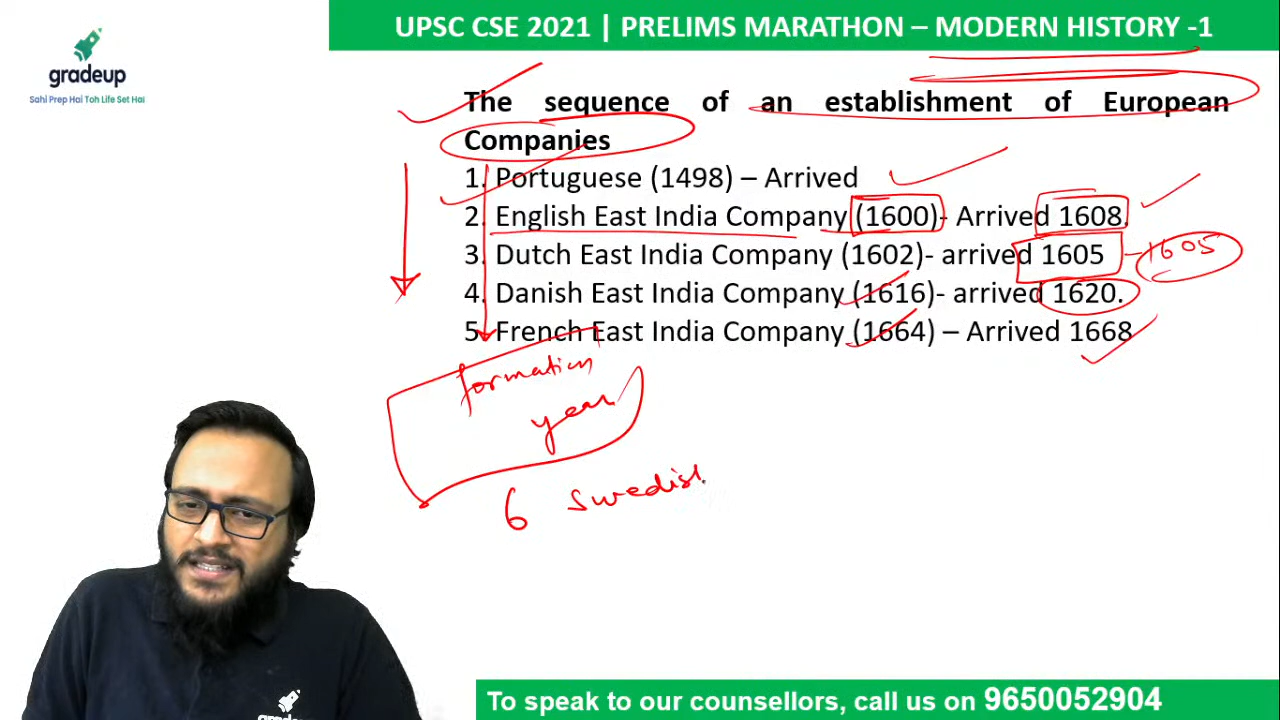 UPSC CSE 2021 | PRELIMS MARATHON – MODERN HISTORY -1
gradeup
Sahi Prep Hai Toh Life Set Hai
The sequence of an establishment of European
Companies
1. Portuguese (1498) – Arrived
2. English East India Company (1600)- Arrived 1608.
3. Dutch East India Company (1602)- arrived 1605 – 1605
4. Danish East India Company (1616)- arrived 1620.
5. French East India Company (1664) – Arrived 1668
formation
year
6 Swedish
gradeup
To speak to our counsellors, call us on 9650052904